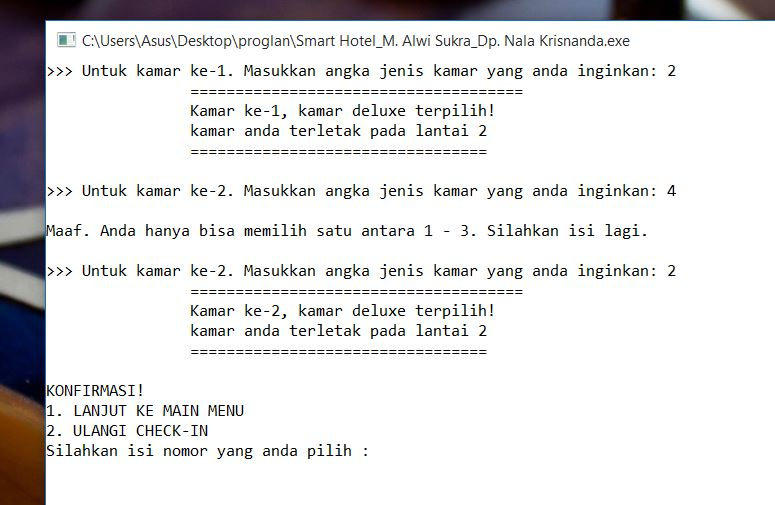 C:\Users\Asus\Desktop\proglan\Smart Hotel_M. Alwi Sukra_Dp. Nala Krisnanda.exe
>>> Untuk kamar ke-1. Masukkan angka jenis kamar yang anda inginkan: 2
=====================================
Kamar ke-1, kamar deluxe terpilih!
kamar anda terletak pada lantai 2
=================================
>>> Untuk kamar ke-2. Masukkan angka jenis kamar yang anda inginkan: 4
Maaf. Anda hanya bisa memilih satu antara 1 - 3. Silahkan isi lagi.
>>> Untuk kamar ke-2. Masukkan angka jenis kamar yang anda inginkan: 2
=====================================
Kamar ke-2, kamar deluxe terpilih!
kamar anda terletak pada lantai 2
=================================
KONFIRMASI!
1. LANJUT KE MAIN MENU
2. ULANGI CHECK-IN
Silahkan isi nomor yang anda pilih :